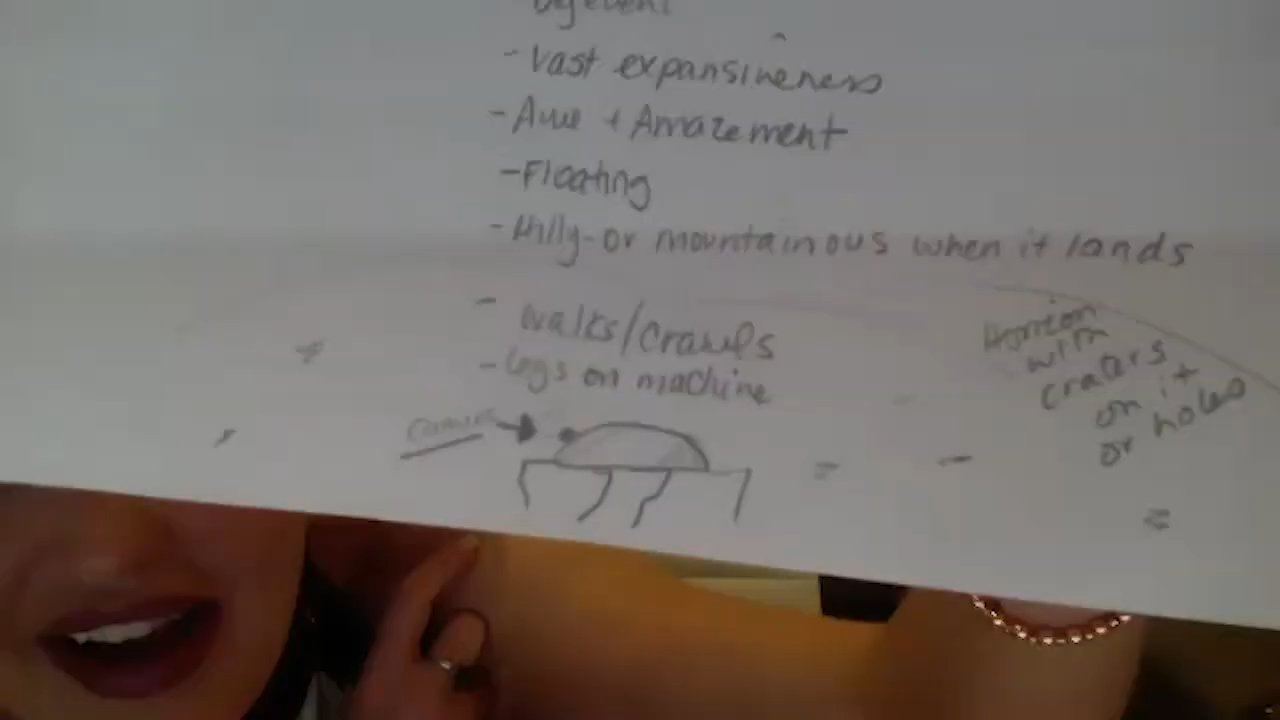 - Vast expansiveness
- Awe + Amazement
- Floating
- Hilly-or mountainous when it lands
- walks/crawls
- legs on machine
camera
Horizon
with
craters
on it
or holes